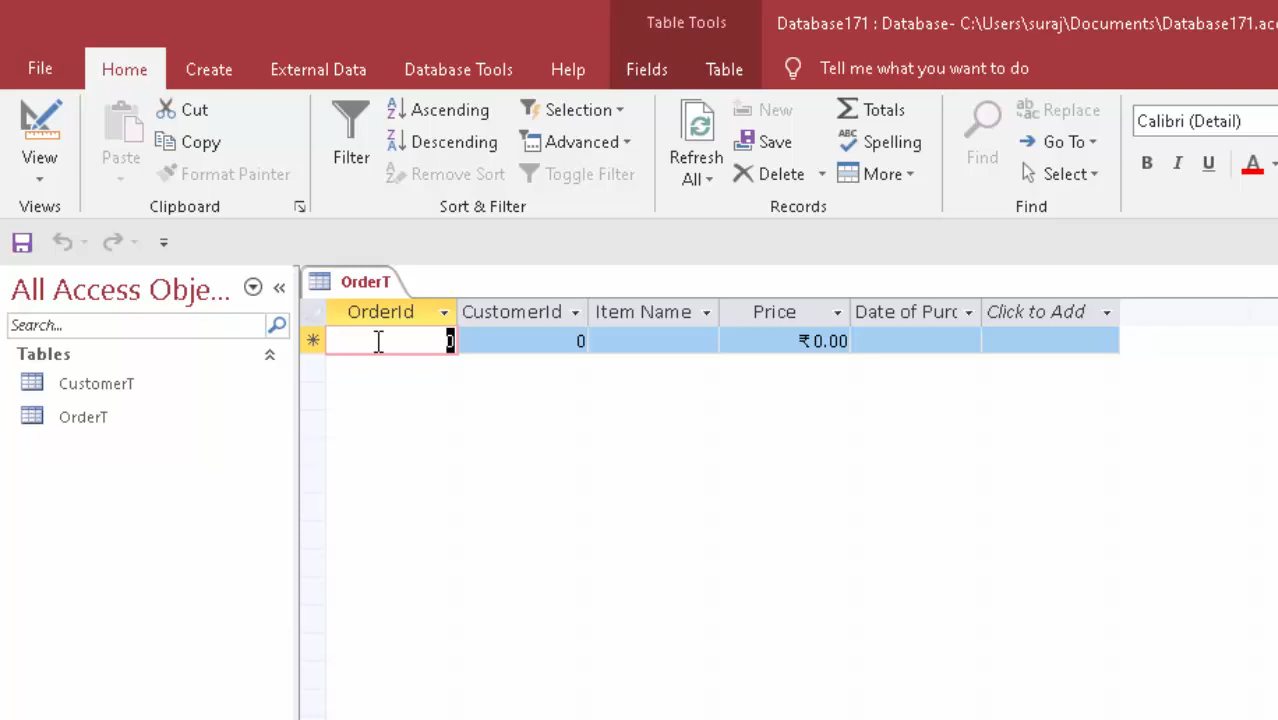 Table Tools
Database171 : Database- C:\Users\suraj\Documents\Database171.acc
File Home Create External Data Database Tools Help Fields Table Tell me what you want to do
View
Views
Paste
Cut
Copy
Format Painter
Clipboard
Filter
Ascending
Descending
Remove Sort
Selection
Advanced
Toggle Filter
Sort & Filter
Refresh
All
New
Save
Delete
Totals
Spelling
More
Records
Find
Replace
Go To
Select
Find
Calibri (Detail)
B I U A
All Access Obje...
Search...
Tables
CustomerT
OrderT
OrderT
OrderId CustomerId Item Name Price Date of Purc Click to Add
0 0 ₹ 0.00